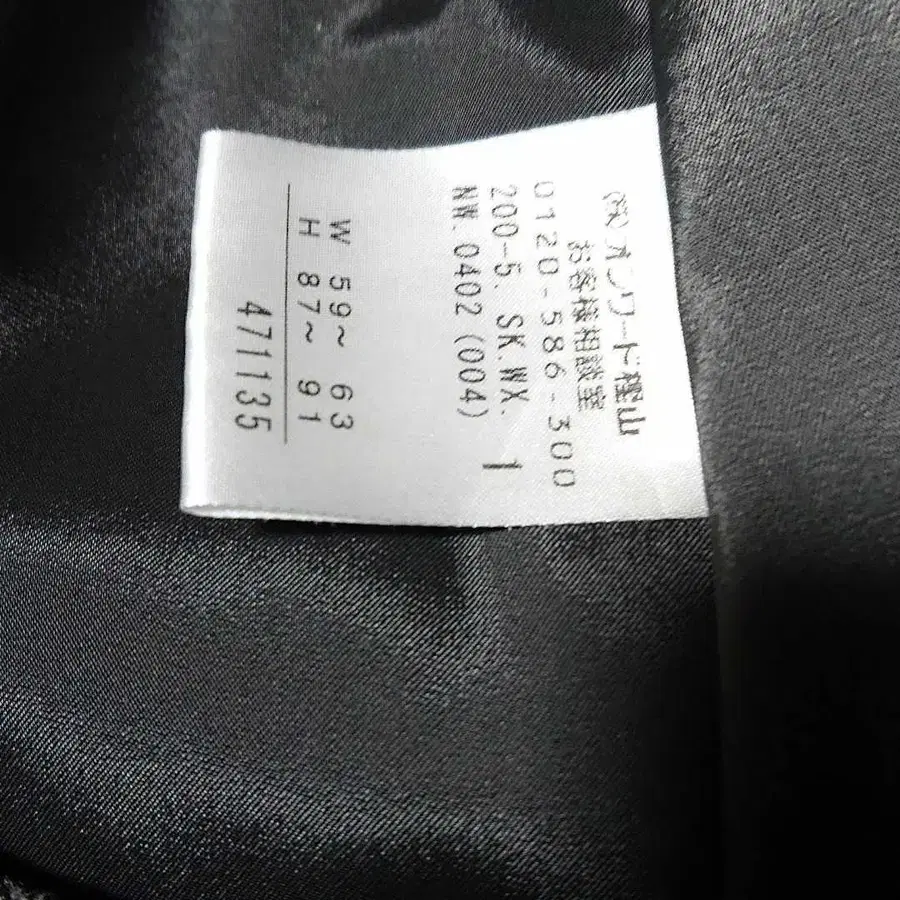 ㈱オンワード樫山
お客様相談室
0120-586-300
200-5. SK.WX. 1
NW.0402(004)
W 59~ 63
H 87~ 91
471135